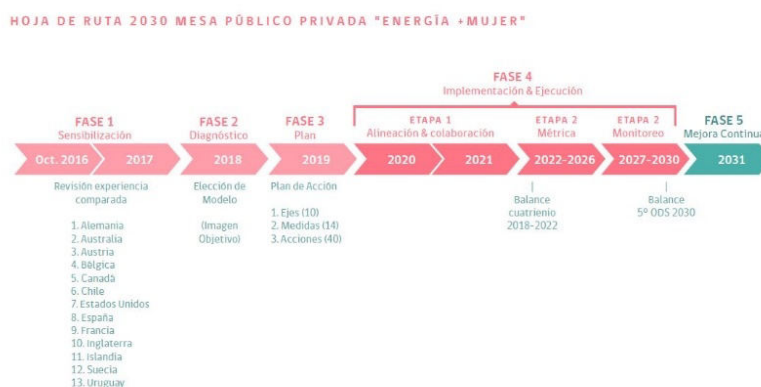 HOJA DE RUTA 2030 MESA PÚBLICO PRIVADA "ENERGÍA +MUJER"
FASE 4
Implementación & Ejecución
FASE 1
Sensibilización
FASE 2
Diagnóstico
FASE 3
Plan
ETAPA 1
Alineación & colaboración
ETAPA 2
Métrica
ETAPA 2
Monitoreo
FASE 5
Mejora Continua
Oct. 2016
2017
2018
2019
2020
2021
2022-2026
2027-2030
2031
Revisión experiencia
comparada
1. Alemania
2. Australia
3. Austria
4. Bélgica
5. Canadá
6. Chile
7. Estados Unidos
8. España
9. Francia
10. Inglaterra
11. Islandia
12. Suecia
13. Uruguay
Elección de
Modelo
(Imagen
Objetivo)
Plan de Acción
1. Ejes (10)
2. Medidas (14)
3. Acciones (40)
Balance
cuatrienio
2018-2022
Balance
5º ODS 2030